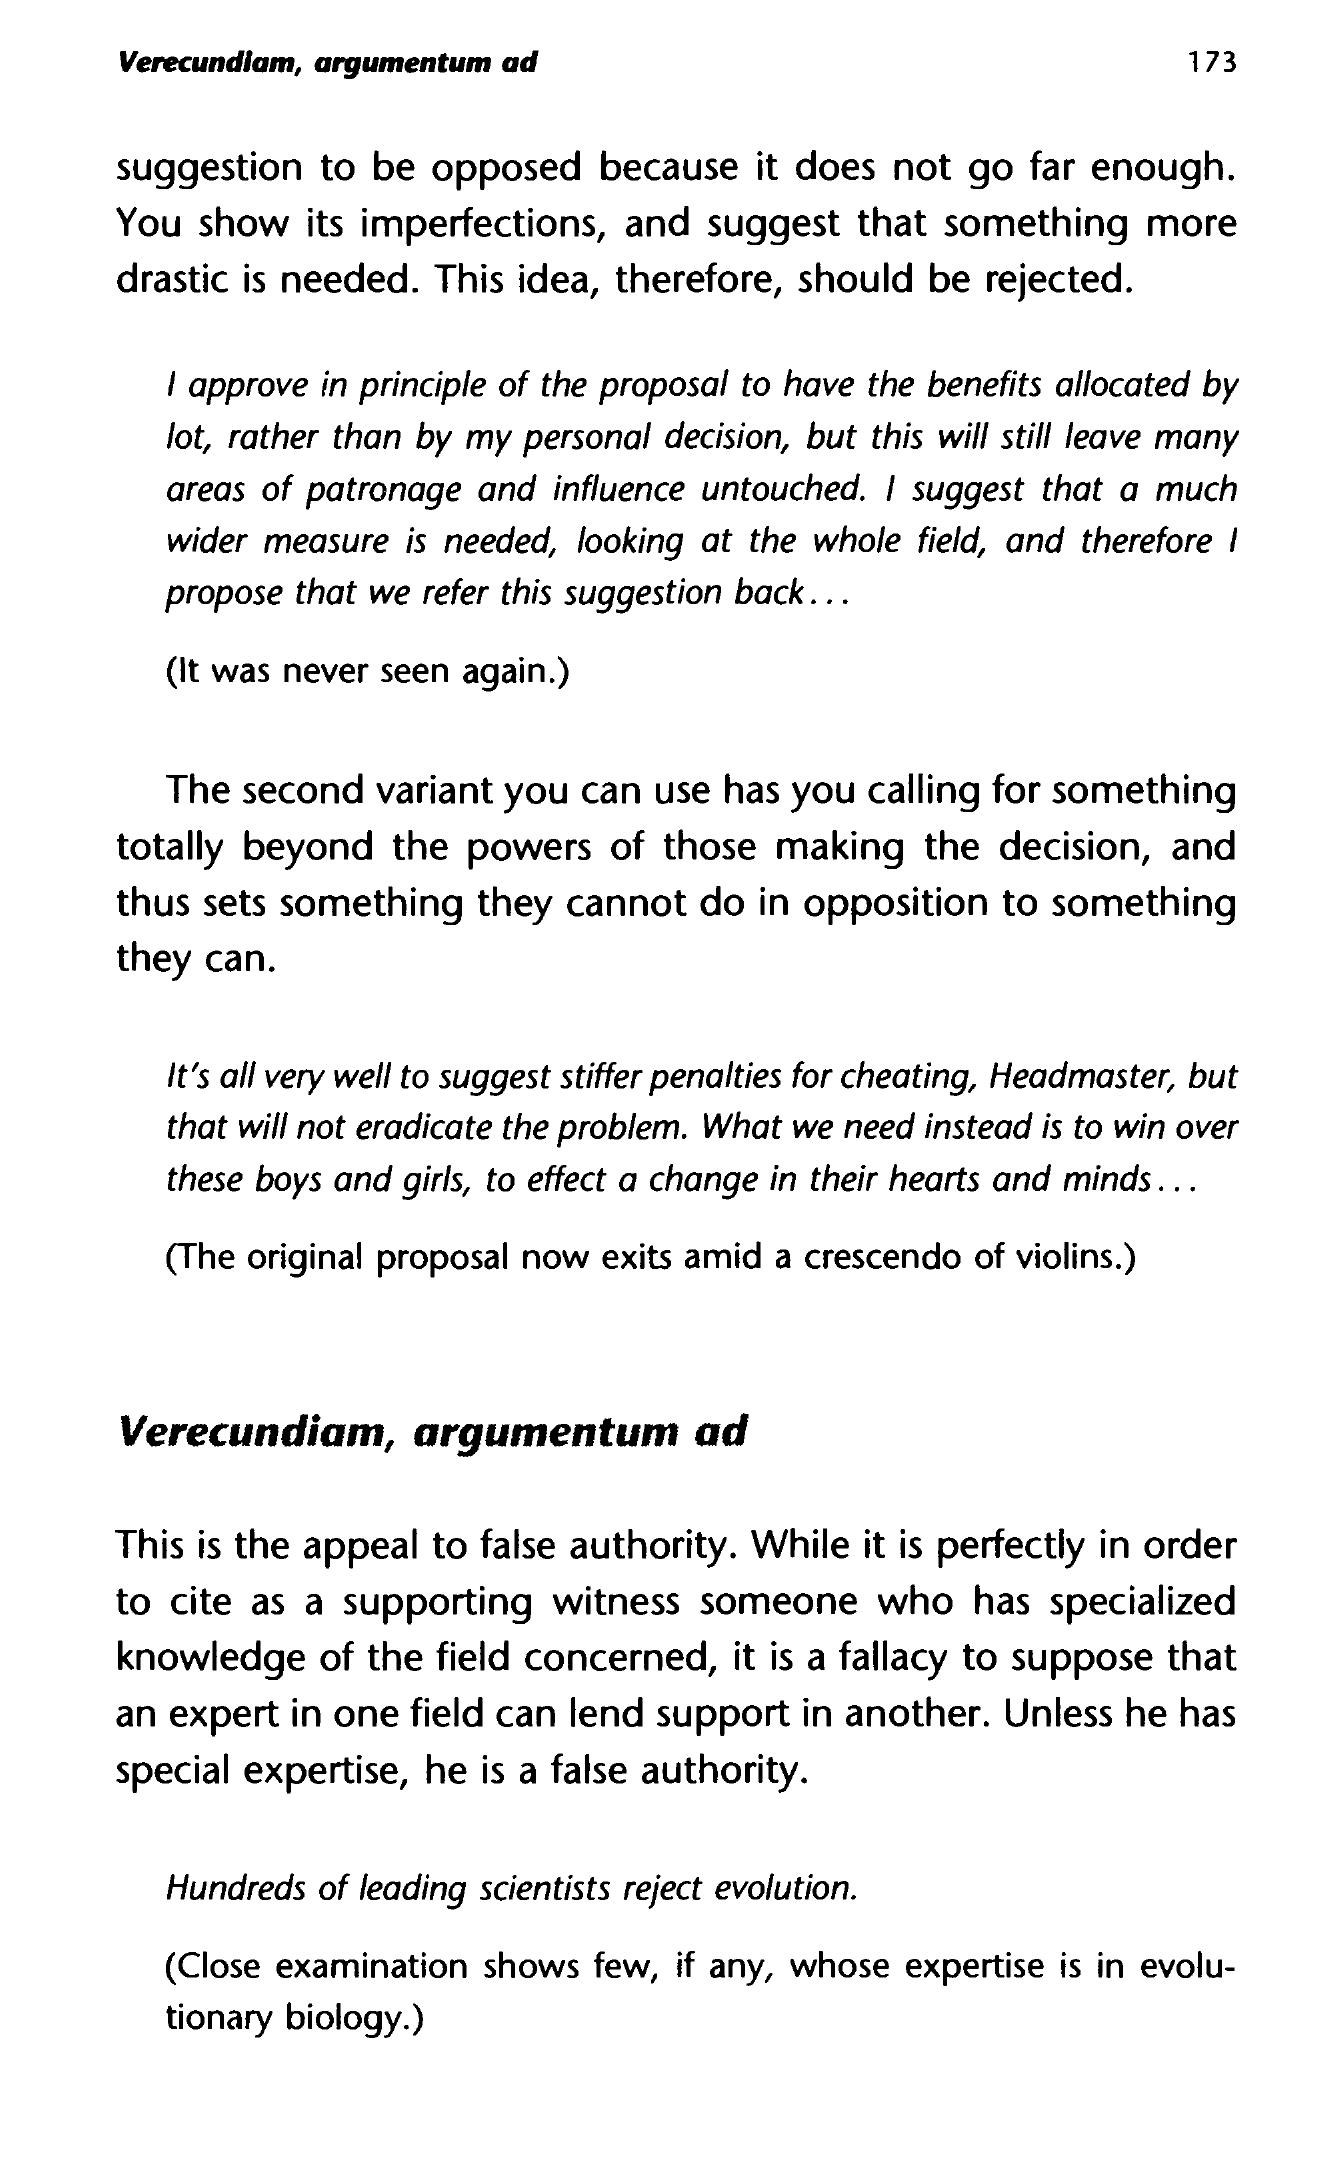 Verecundiam, argumentum ad 173
suggestion to be opposed because it does not go far enough.
You show its imperfections, and suggest that something more
drastic is needed. This idea, therefore, should be rejected.
I approve in principle of the proposal to have the benefits allocated by
lot, rather than by my personal decision, but this will still leave many
areas of patronage and influence untouched. I suggest that a much
wider measure is needed, looking at the whole field, and therefore I
propose that we refer this suggestion back...
(It was never seen again.)
The second variant you can use has you calling for something
totally beyond the powers of those making the decision, and
thus sets something they cannot do in opposition to something
they can.
It's all very well to suggest stiffer penalties for cheating, Headmaster, but
that will not eradicate the problem. What we need instead is to win over
these boys and girls, to effect a change in their hearts and minds...
(The original proposal now exits amid a crescendo of violins.)
Verecundiam, argumentum ad
This is the appeal to false authority. While it is perfectly in order
to cite as a supporting witness someone who has specialized
knowledge of the field concerned, it is a fallacy to suppose that
an expert in one field can lend support in another. Unless he has
special expertise, he is a false authority.
Hundreds of leading scientists reject evolution.
(Close examination shows few, if any, whose expertise is in evolu-
tionary biology.)